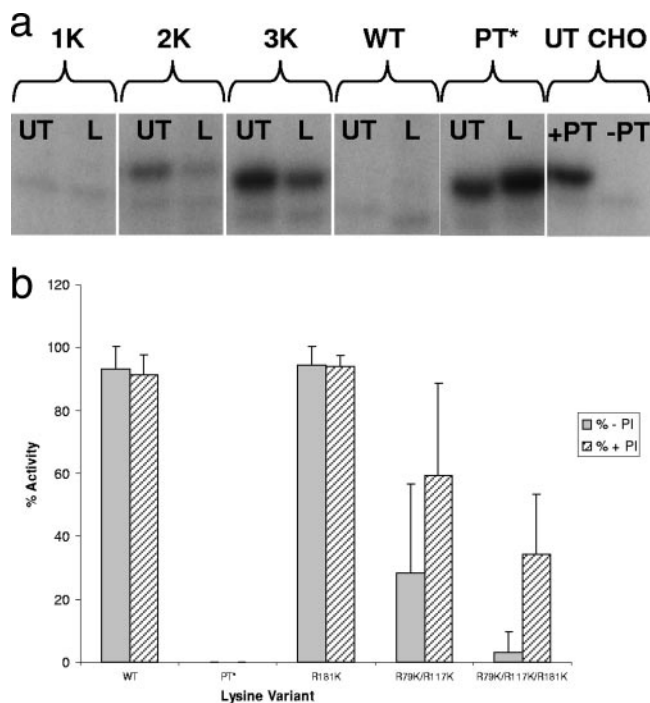 a
1K 2K 3K WT PT* UT CHO
UT L UT L UT L UT L UT L +PT -PT
b
120
100
80
60
40
20
0
% Activity
WT PT* R181K R79K/R117K R79K/R117K/R181K
Lysine Variant
% - PI
% + PI